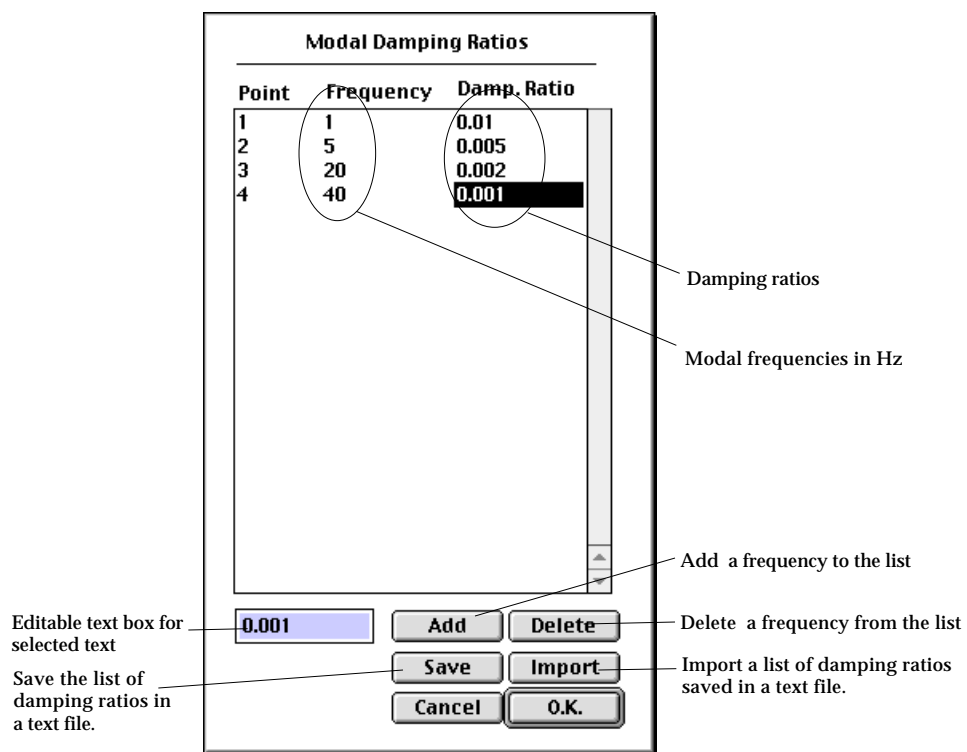 Modal Damping Ratios
Point Frequency Damp. Ratio
1 1 0.01
2 5 0.005
3 20 0.002
4 40 0.001
Damping ratios
Modal frequencies in Hz
Add a frequency to the list
Editable text box for
selected text
0.001 Add Delete
Delete a frequency from the list
Save the list of
damping ratios in
a text file.
Save Import
Import a list of damping ratios
saved in a text file.
Cancel O.K.